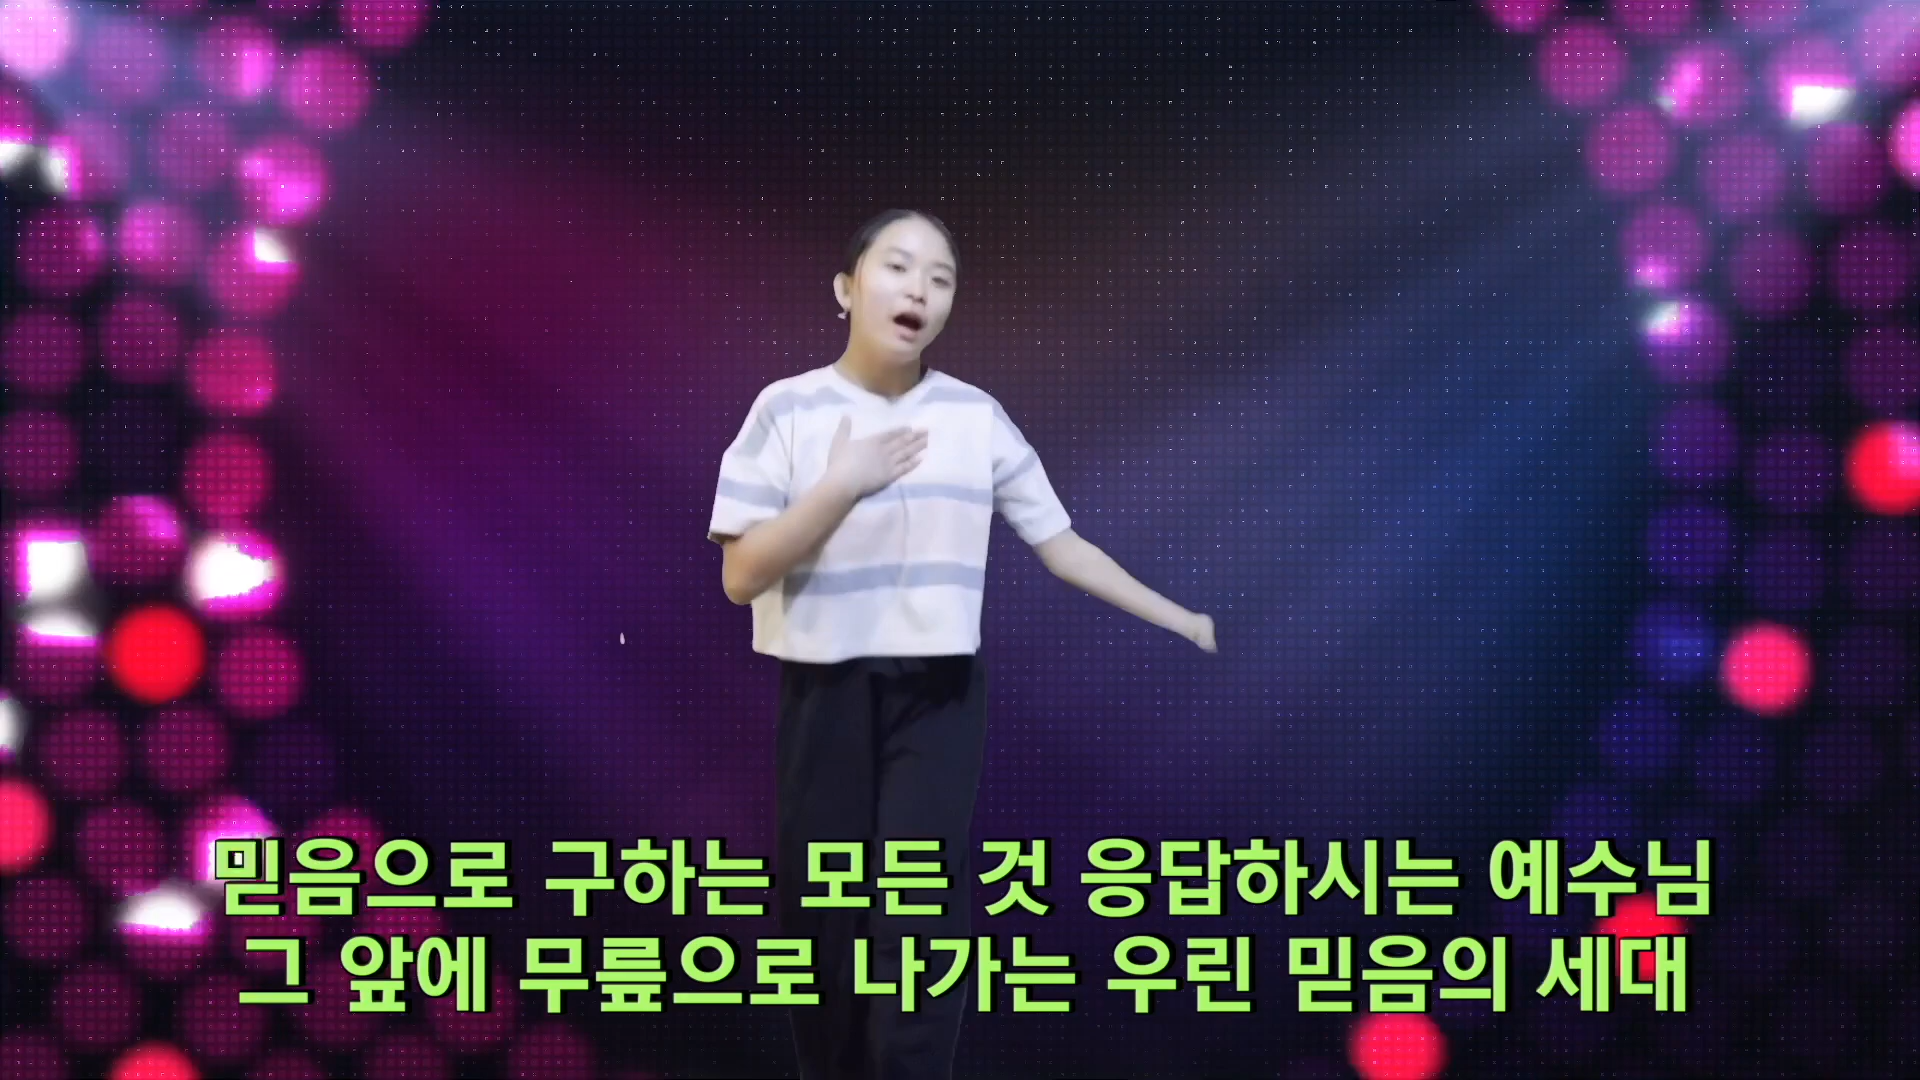 믿음으로 구하는 모든 것 응답하시는 예수님
그 앞에 무릎으로 나가는 우린 믿음의 세대